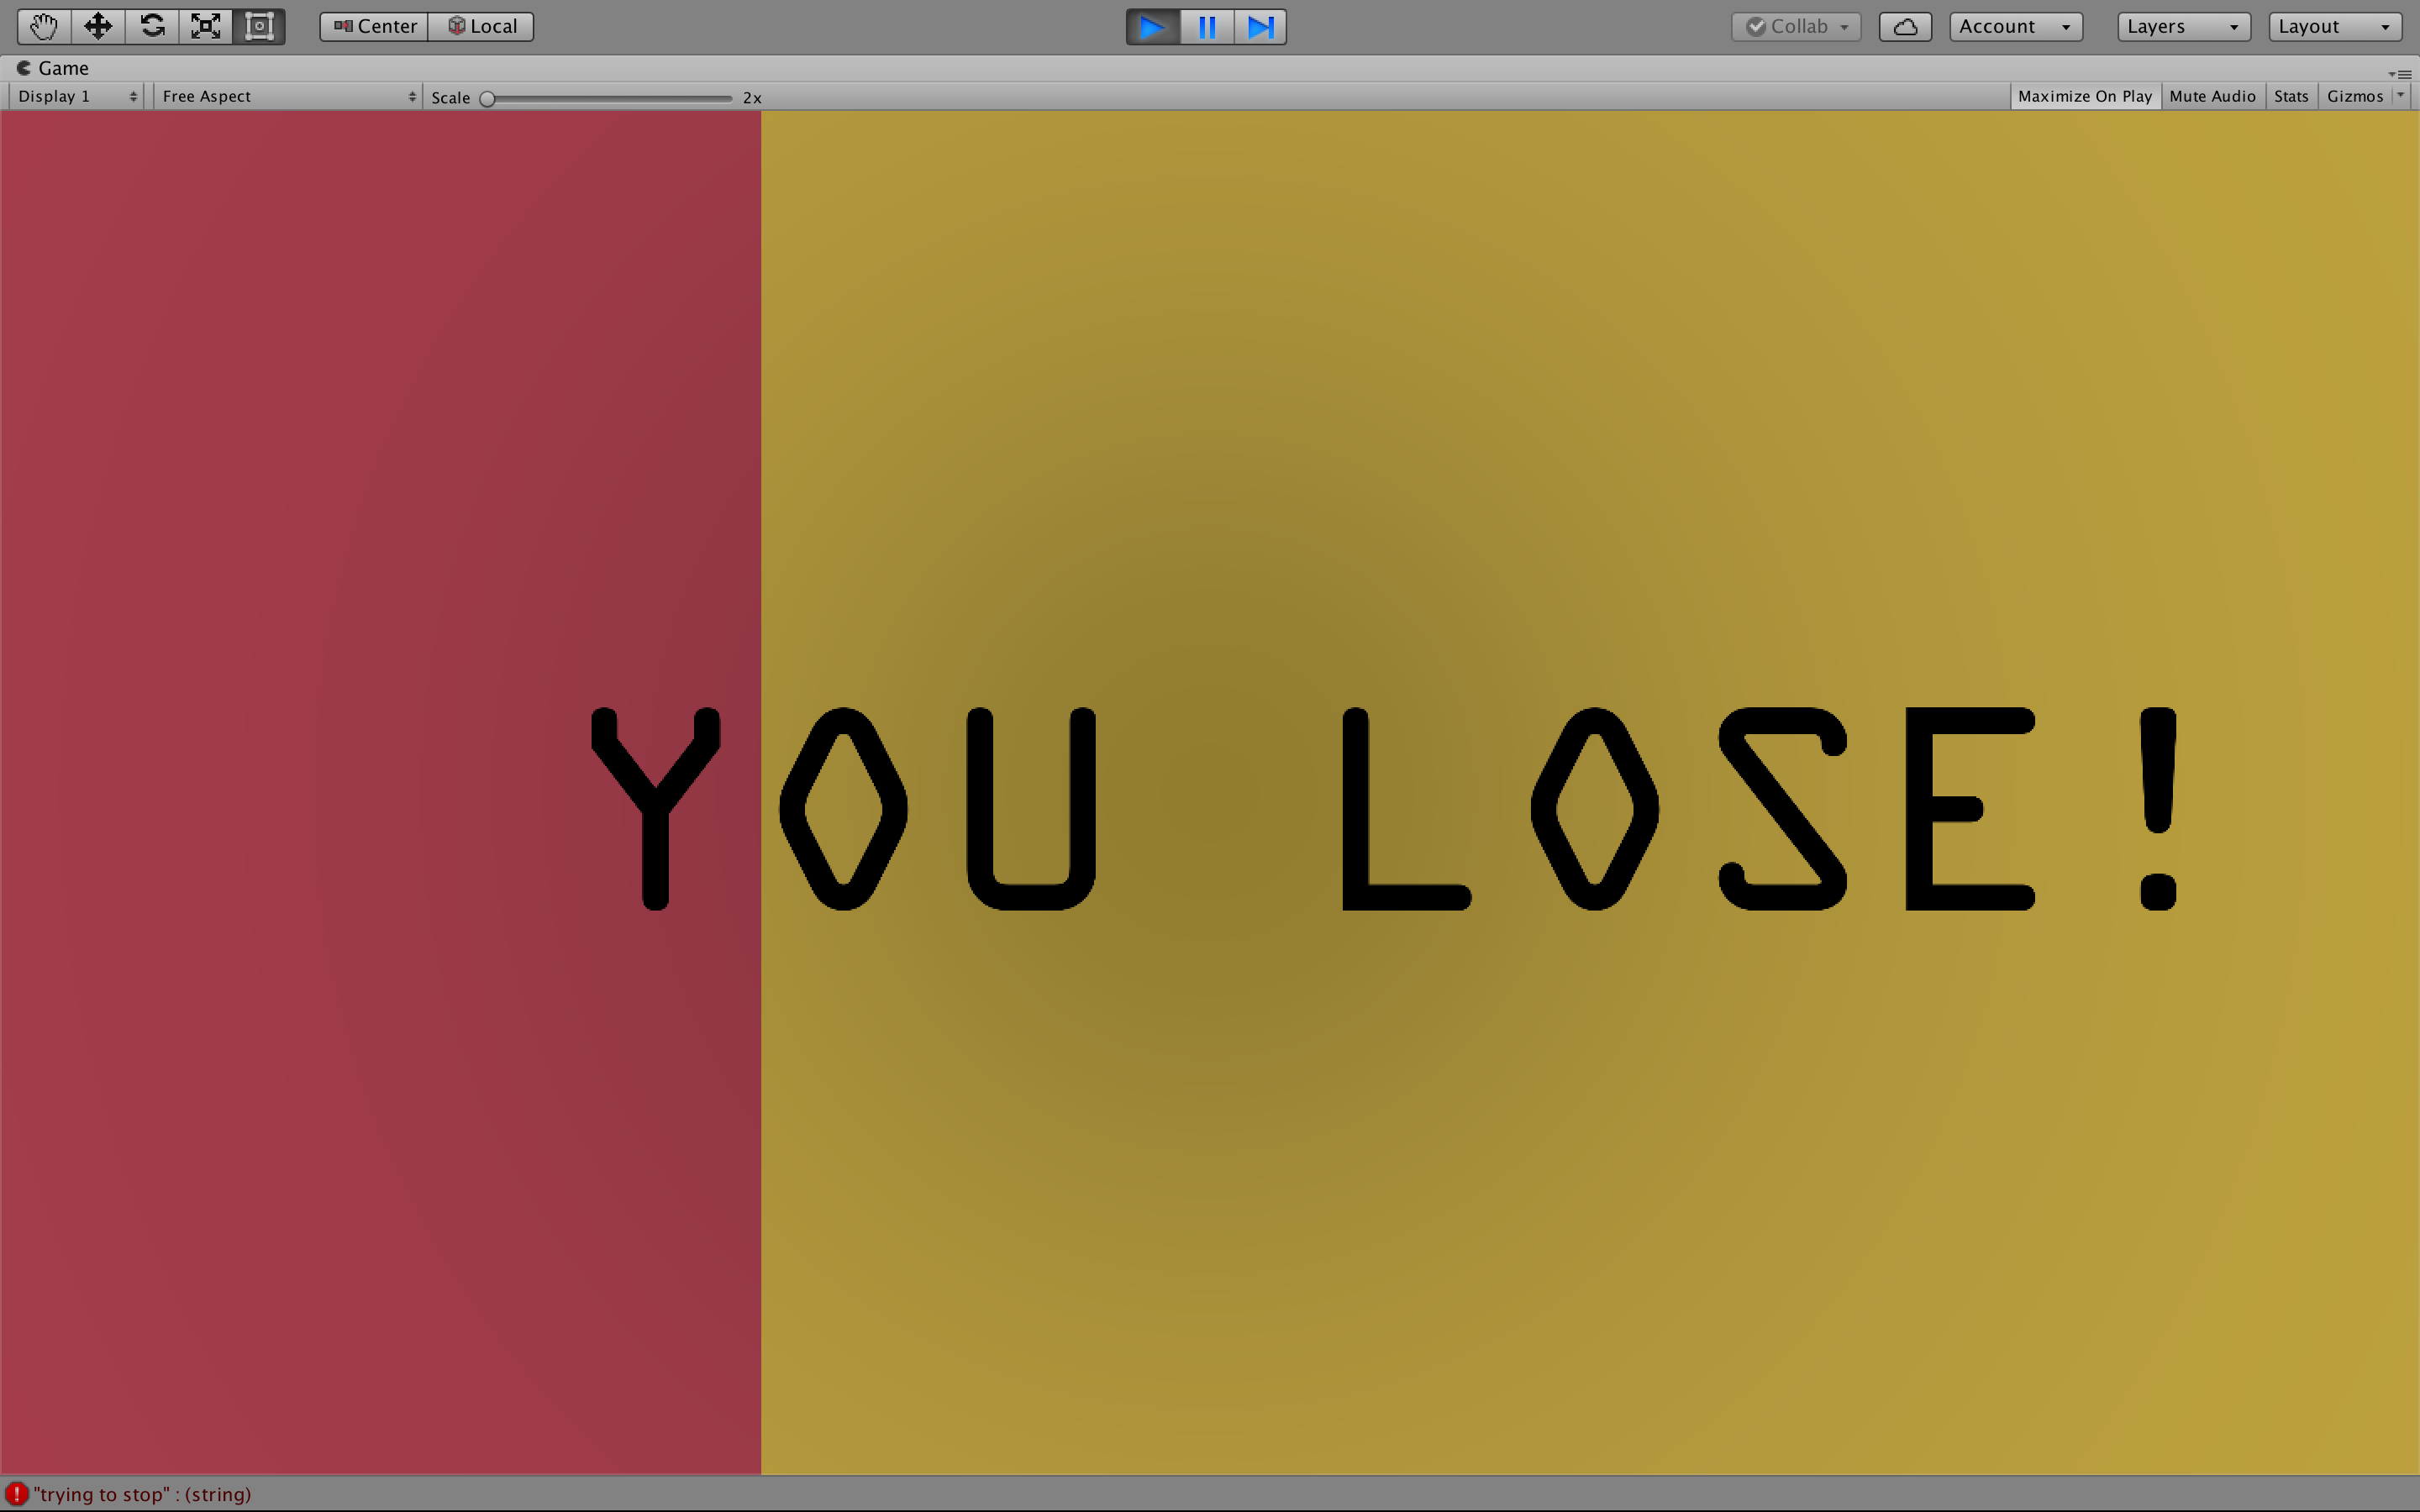 Center Local Collab Account Layers Layout
Game
Display 1 Free Aspect Scale 2x Maximize On Play Mute Audio Stats Gizmos
YOU LOSE!
"trying to stop" : (string)